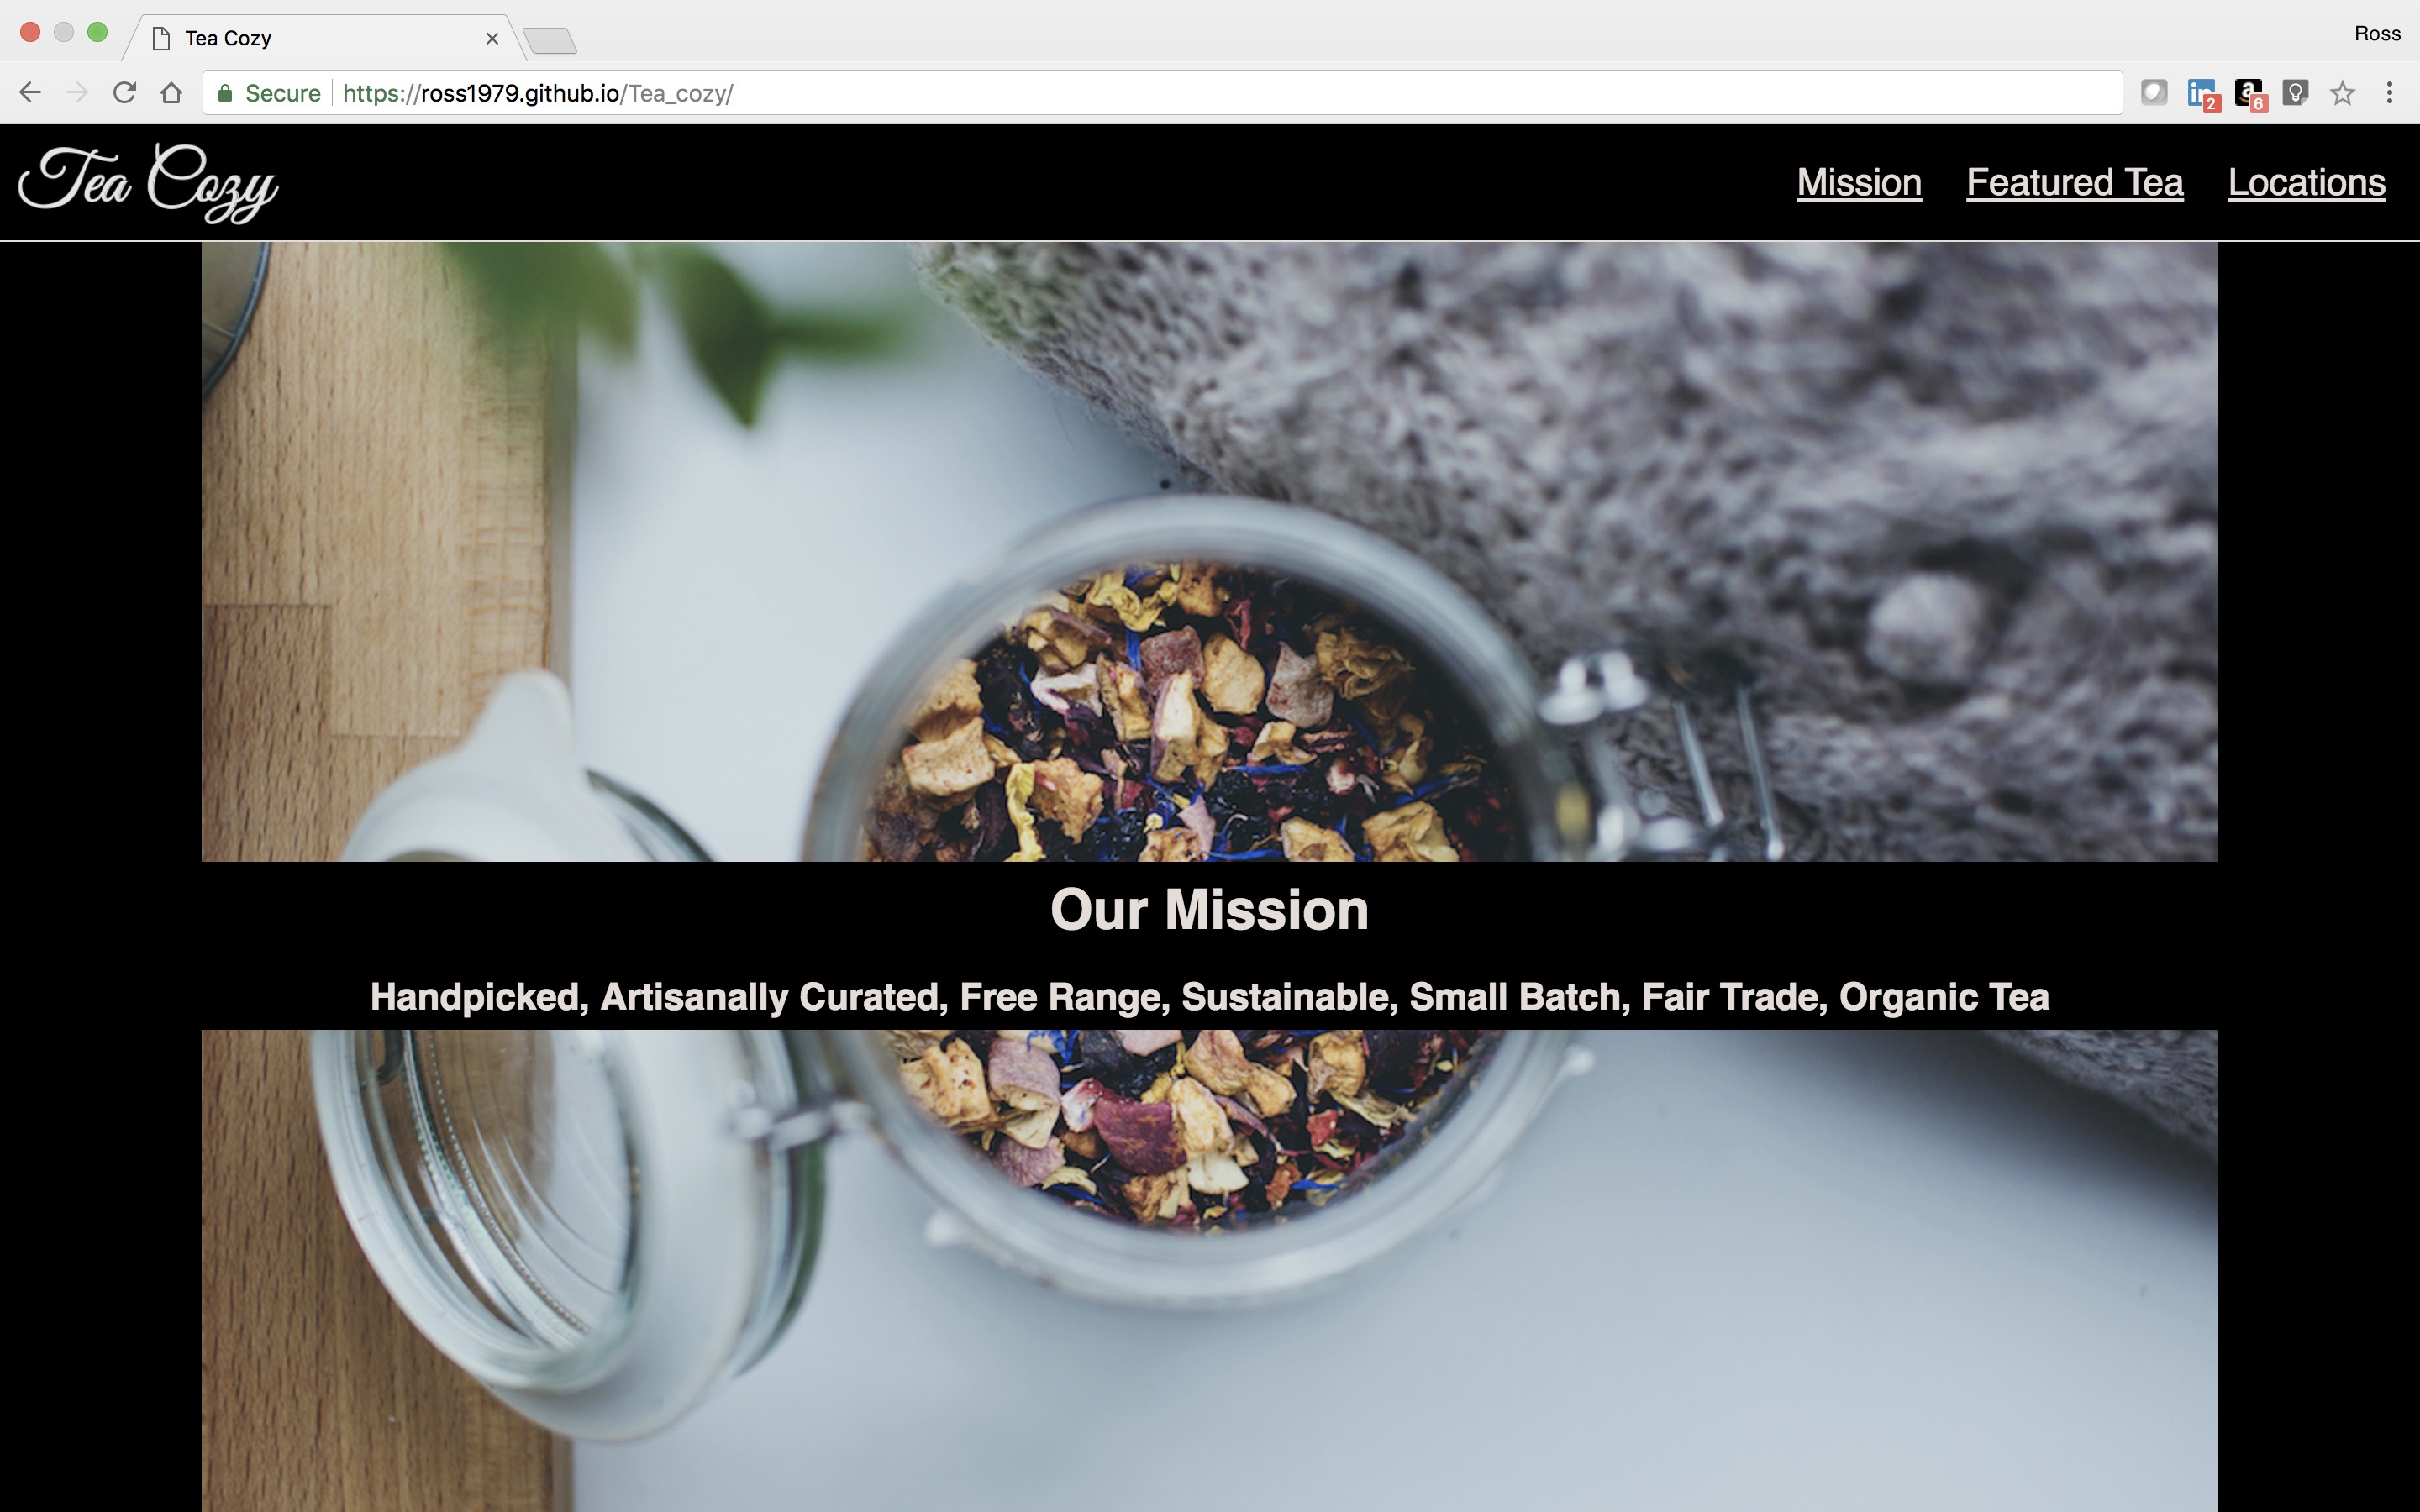 Tea Cozy
Ross
Secure https://ross1979.github.io/Tea_cozy/
2
a
6
Tea Cozy
Mission Featured Tea Locations
Our Mission
Handpicked, Artisanally Curated, Free Range, Sustainable, Small Batch, Fair Trade, Organic Tea